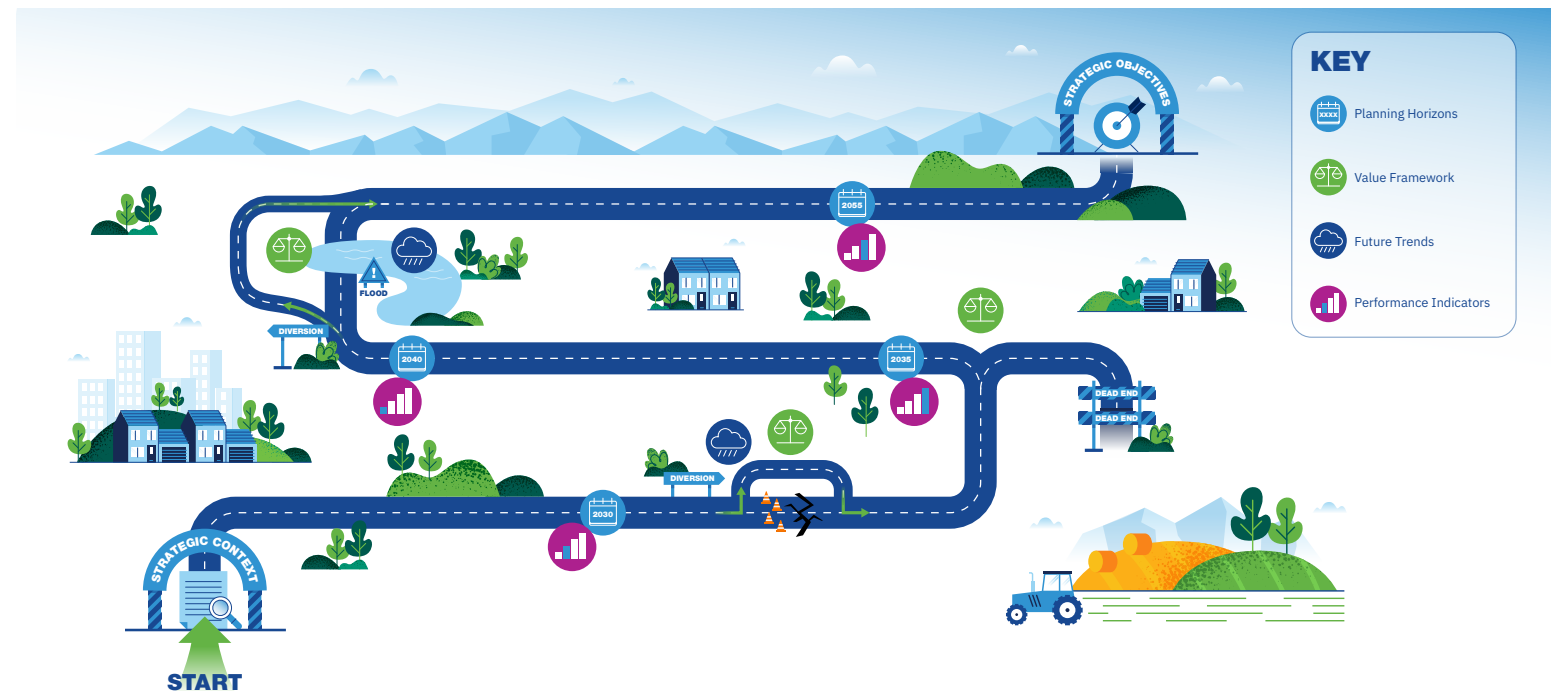 STRATEGIC OBJECTIVES
KEY
XXXX
Planning Horizons
Value Framework
Future Trends
Performance Indicators
2055
!
FLOOD
DIVERSION
2040
2035
DEAD END
DEAD END
DIVERSION
2030
STRATEGIC CONTEXT
START